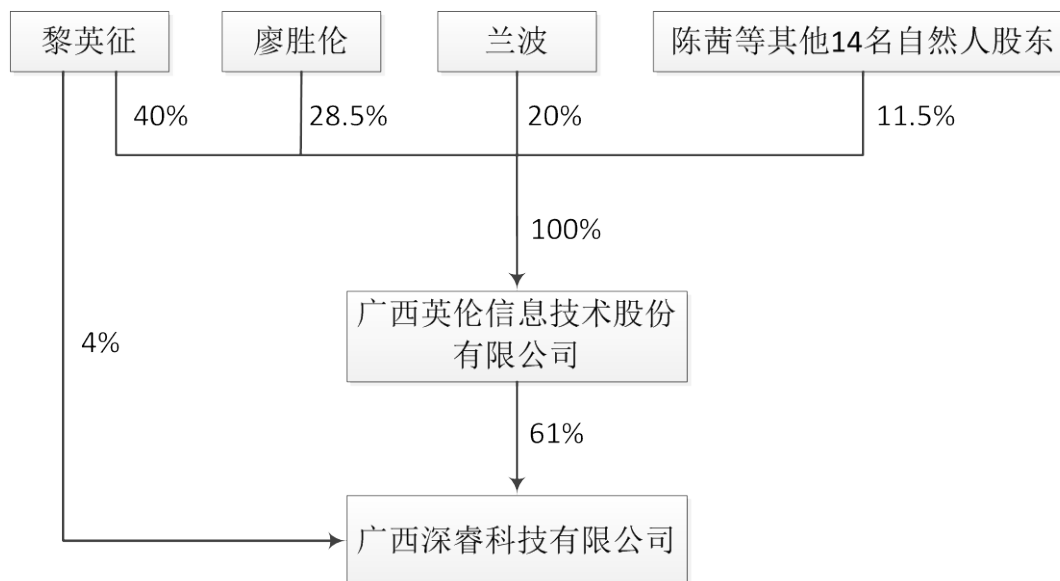 黎英征
廖胜伦
兰波
陈茜等其他14名自然人股东
40%
28.5%
20%
11.5%
100%
广西英伦信息技术股份
有限公司
4%
61%
广西深睿科技有限公司